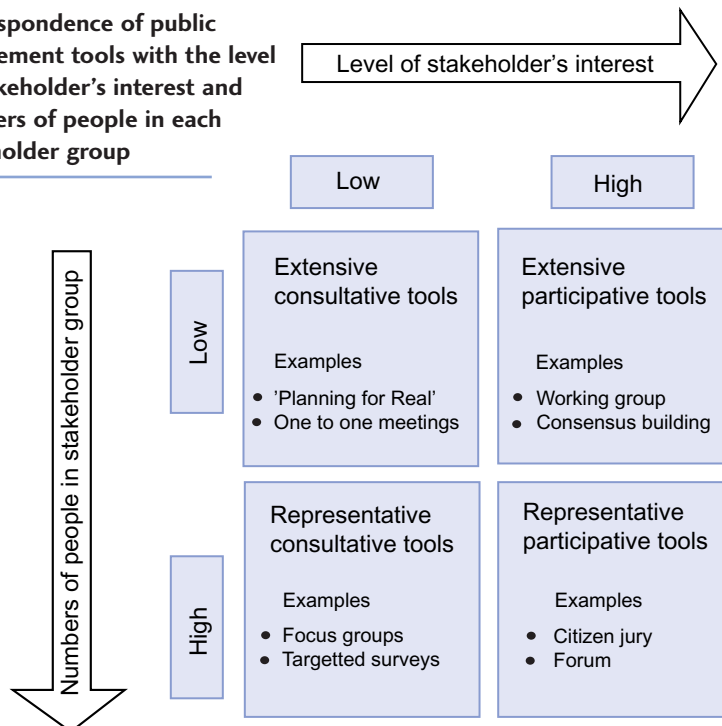 spondence of public
ement tools with the level
keholder's interest and
ers of people in each
holder group
Level of stakeholder's interest
Low
High
Numbers of people in stakeholder group
Low
Extensive
consultative tools
Examples
• 'Planning for Real'
• One to one meetings
Extensive
participative tools
Examples
• Working group
• Consensus building
High
Representative
consultative tools
Examples
• Focus groups
• Targetted surveys
Representative
participative tools
Examples
• Citizen jury
• Forum